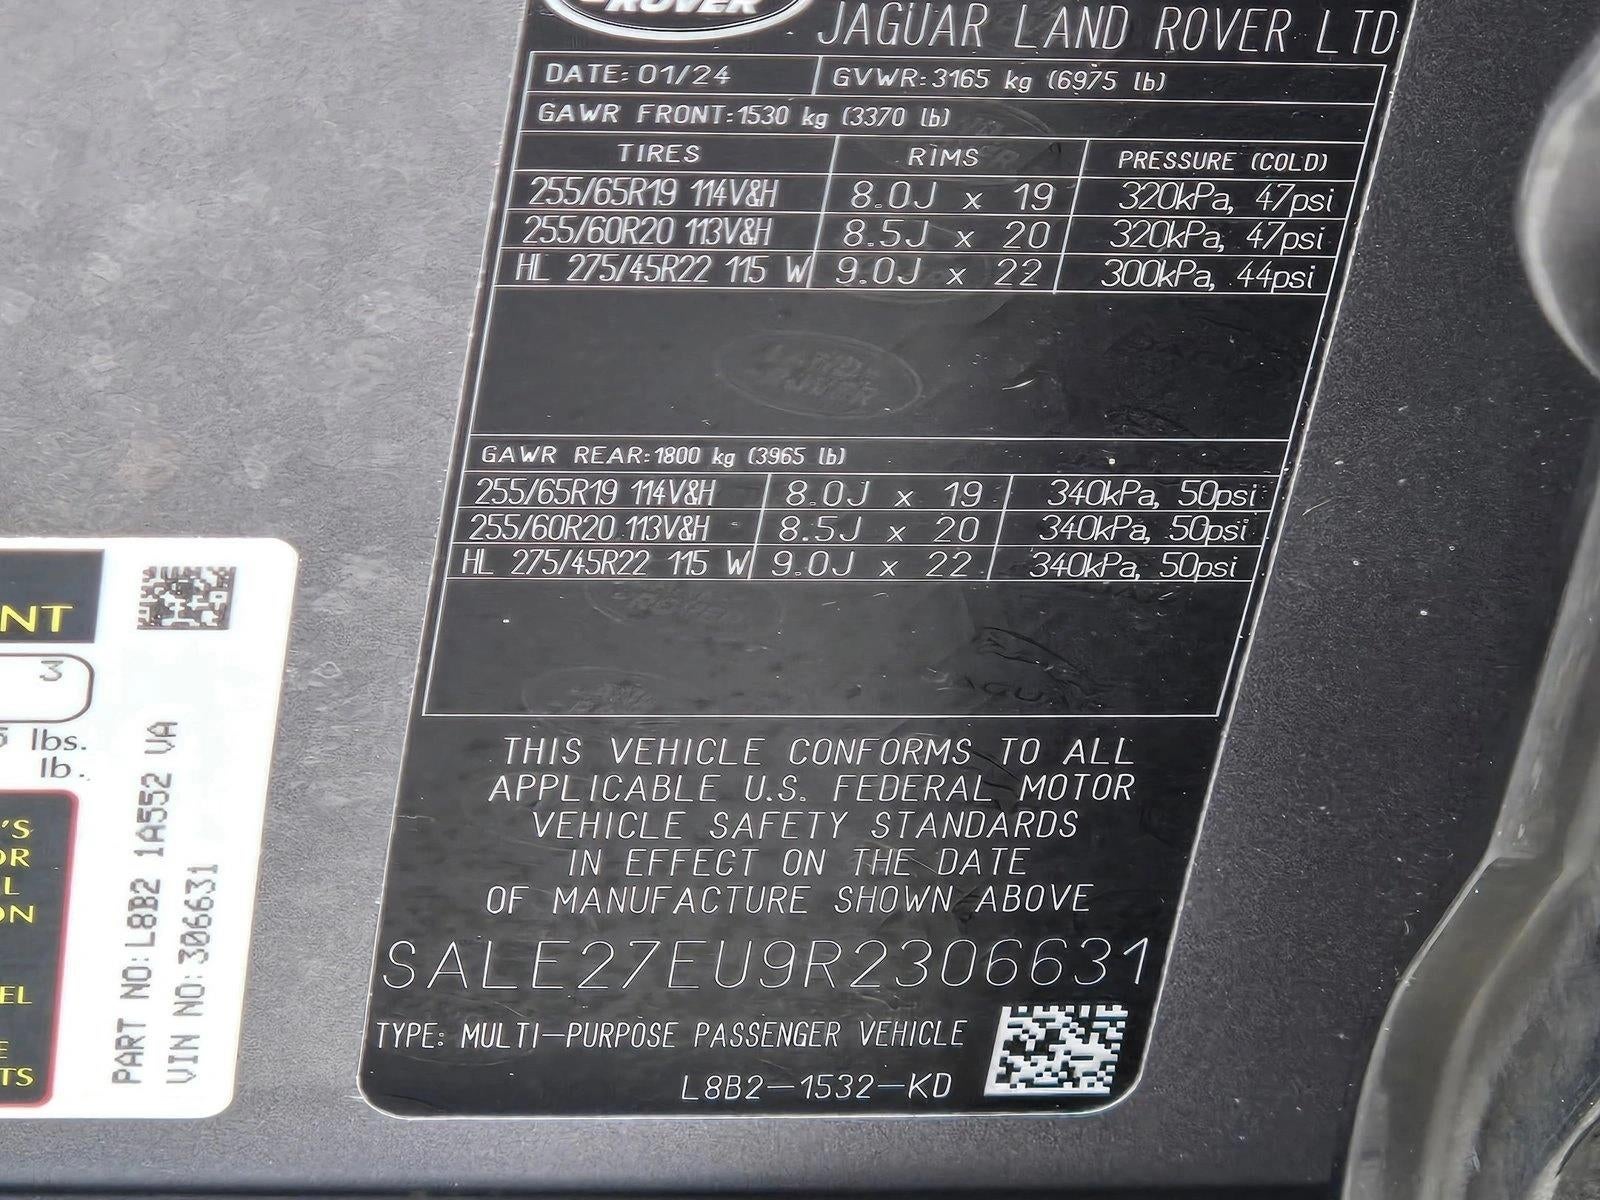 ROVER
JAGUAR LAND ROVER LTD
DATE: 01/24 GVWR: 3165 kg (6975 lb)
GAWR FRONT: 1530 kg (3370 lb)
TIRES RIMS PRESSURE (COLD)
255/65R19 114V&H 8.0J x 19 320kPa, 47psi
255/60R20 113V&H 8.5J x 20 320kPa, 47psi
HL 275/45R22 115 W 9.0J x 22 300kPa, 44psi
GAWR REAR: 1800 kg (3965 lb)
255/65R19 114V&H 8.0J x 19 340kPa, 50psi
255/60R20 113V&H 8.5J x 20 340kPa, 50psi
HL 275/45R22 115 W 9.0J x 22 340kPa, 50psi
THIS VEHICLE CONFORMS TO ALL
APPLICABLE U.S. FEDERAL MOTOR
VEHICLE SAFETY STANDARDS
IN EFFECT ON THE DATE
OF MANUFACTURE SHOWN ABOVE
SALE27EU9R2306631
TYPE: MULTI-PURPOSE PASSENGER VEHICLE
L8B2-1532-KD
NT
3
lbs.
lb.
'S
OR
L
ON
EL
E
TS
PART NO:L8B2 1A552 VA
VIN NO:306631